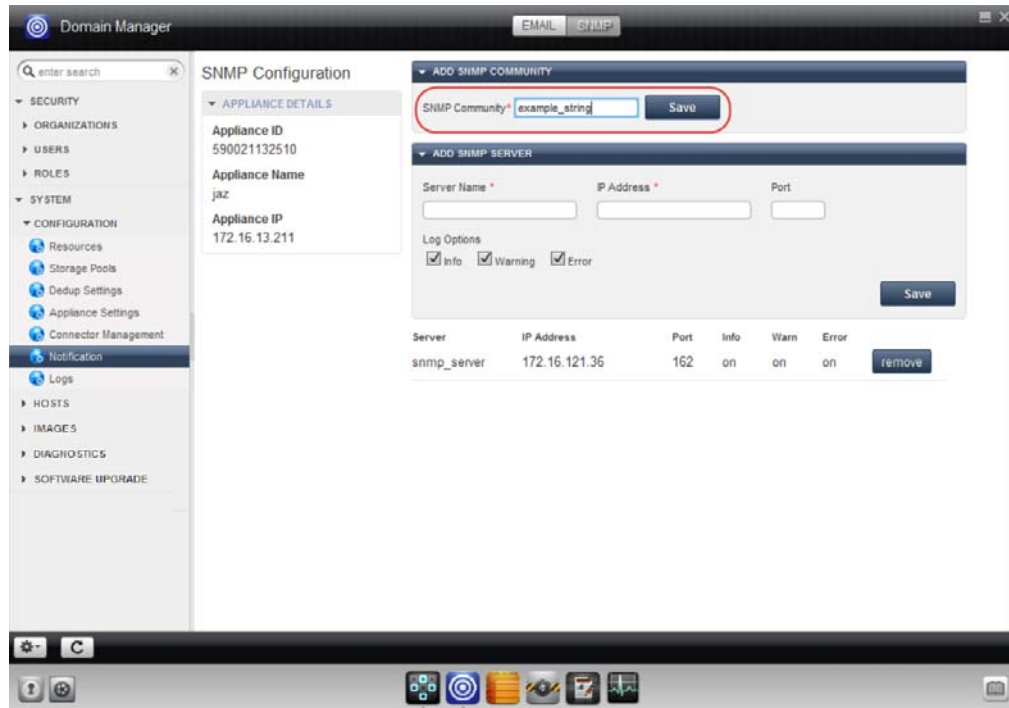 Domain Manager
EMAIL SNMP
enter search
SECURITY
ORGANIZATIONS
USERS
ROLES
SYSTEM
CONFIGURATION
Resources
Storage Pools
Dedup Settings
Appliance Settings
Connector Management
Notification
Logs
HOSTS
IMAGES
DIAGNOSTICS
SOFTWARE UPGRADE
SNMP Configuration
APPLIANCE DETAILS
Appliance ID
590021132510
Appliance Name
jaz
Appliance IP
172.16.13.211
ADD SNMP COMMUNITY
SNMP Community* example_string Save
ADD SNMP SERVER
Server Name * IP Address * Port
Log Options
Info Warning Error
Save
Server IP Address Port Info Warn Error
snmp_server 172.16.121.36 162 on on on remove